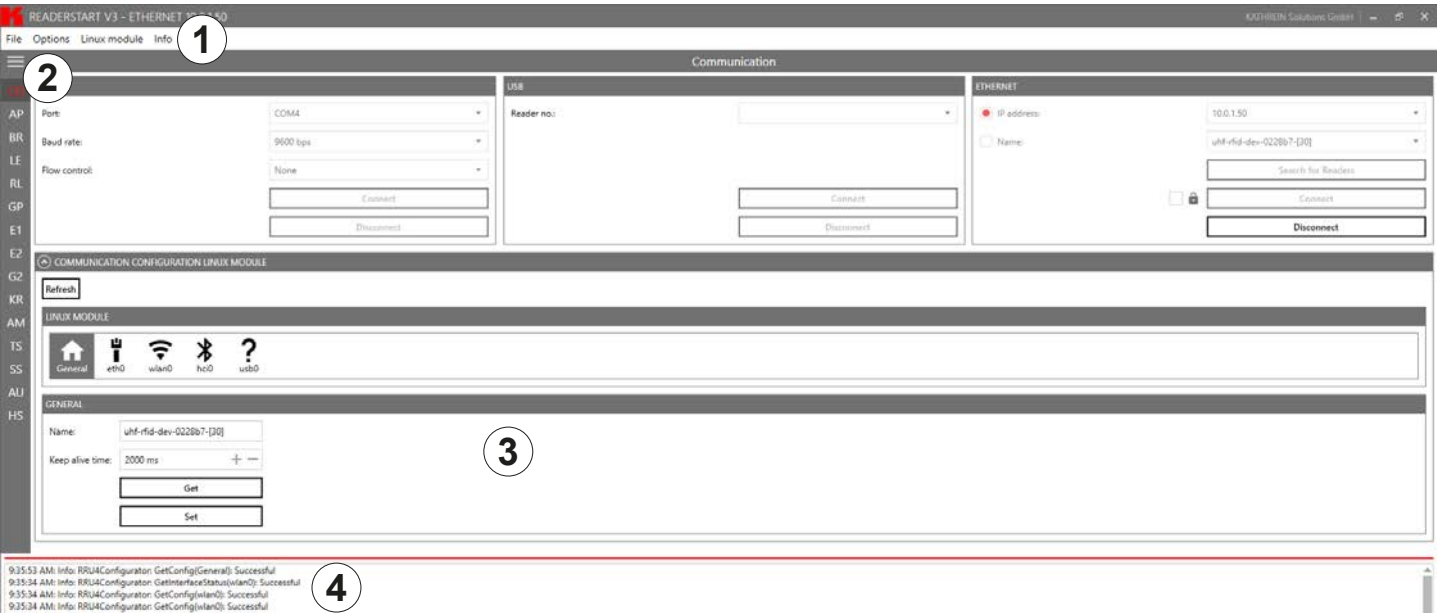 READERSTART V3 - ETHERNET 10.0.1.50
KATHREIN Solutions GmbH
File Options Linux module Info
1
2
Communication
USB
ETHERNET
AP
BR
LE
RL
GP
E1
E2
G2
KR
AM
TS
SS
AU
HS
Port:
COM4
Baud rate:
9600 bps
Flow control:
None
Connect
Disconnect
Reader no.:
Connect
Disconnect
IP address:
10.0.1.50
Name:
uhf-rfid-dev-0228b7-[30]
Search for Readers
Connect
Disconnect
COMMUNICATION CONFIGURATION LINUX MODULE
Refresh
LINUX MODULE
General eth0 wlan0 hci0 usb0
GENERAL
Name: uhf-rfid-dev-0228b7-[30]
Keep alive time: 2000 ms
Get
Set
3
9:35:53 AM: Info: RRU4Configurator: GetConfig(General): Successful
9:35:34 AM: Info: RRU4Configurator: GetInterfaceStatus(wlan0): Successful
9:35:34 AM: Info: RRU4Configurator: GetConfig(wlan0): Successful
9:35:34 AM: Info: RRU4Configurator: GetConfig(wlan0): Successful
4